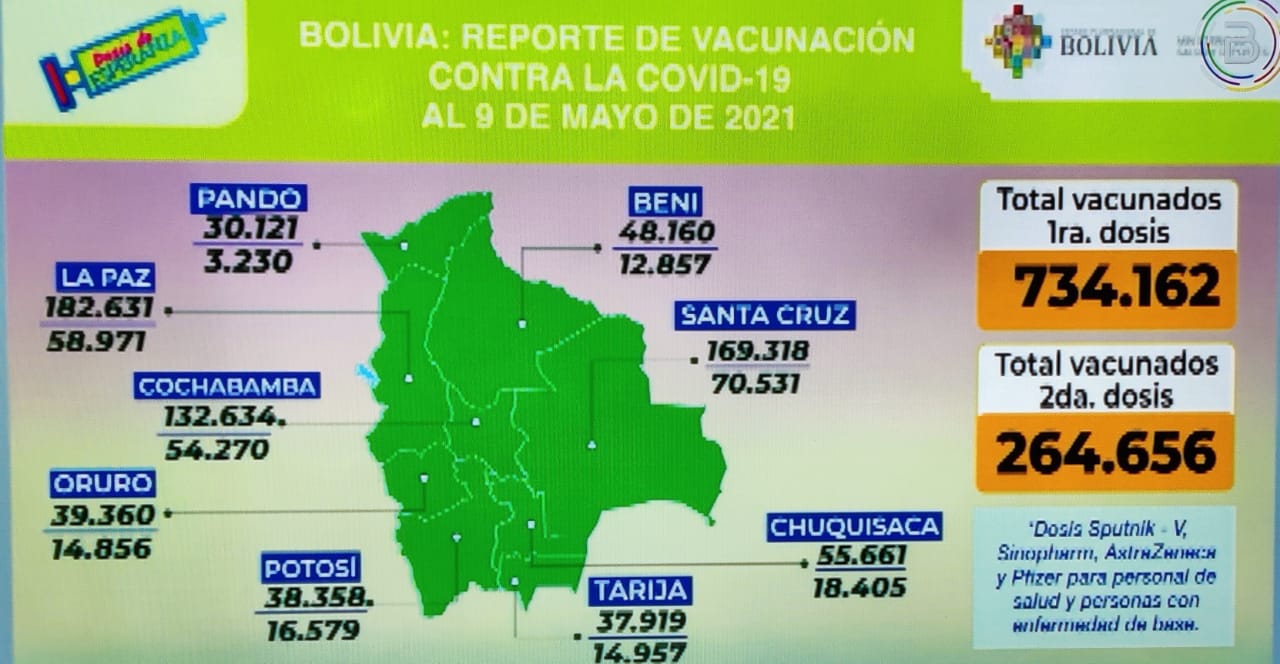 Dosis de
ESPERANZA
BOLIVIA: REPORTE DE VACUNACIÓN
CONTRA LA COVID-19
AL 9 DE MAYO DE 2021
BOLIVIA
PANDO
30.121
3.230
BENI
48.160
12.857
LA PAZ
182.631
58.971
SANTA CRUZ
169.318
70.531
COCHABAMBA
132.634.
54.270
ORURO
39.360
14.856
CHUQUISACA
55.661
18.405
POTOSÍ
38.358.
16.579
TARIJA
37.919
14.957
Total vacunados
1ra. dosis
734.162
Total vacunados
2da. dosis
264.656
*Dosis Sputnik - V,
Sinopharm, AstraZeneca
y Pfizer para personal de
salud y personas con
enfermedad de base.